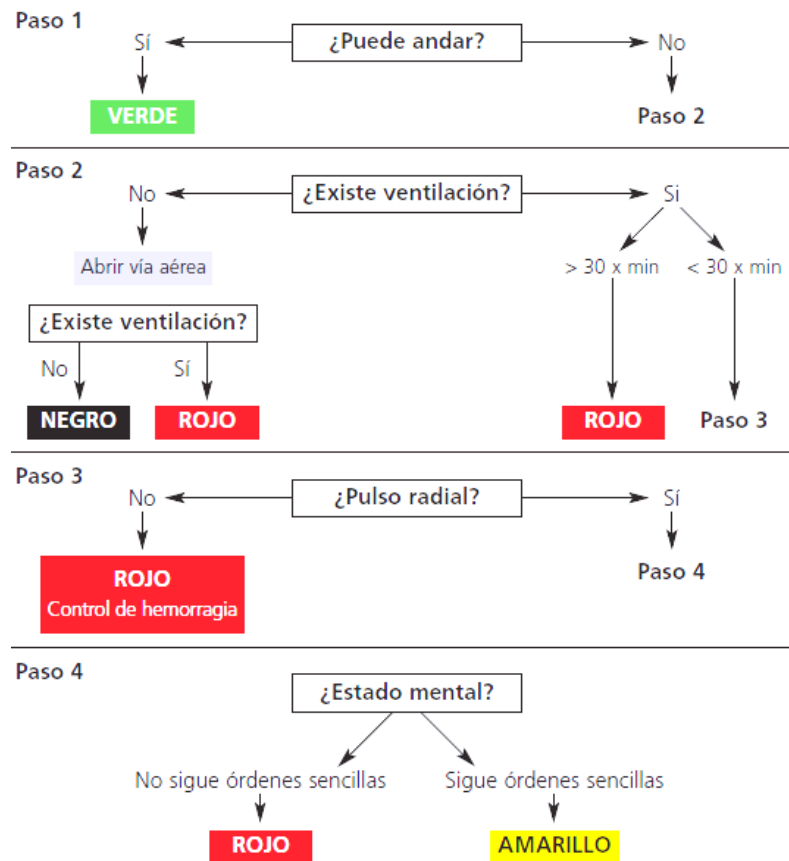 Paso 1
Sí
¿Puede andar?
No
VERDE
Paso 2
Paso 2
No
¿Existe ventilación?
Si
Abrir vía aérea
> 30 x min
< 30 x min
¿Existe ventilación?
No
Sí
NEGRO
ROJO
ROJO
Paso 3
Paso 3
No
¿Pulso radial?
Sí
ROJO
Control de hemorragia
Paso 4
Paso 4
¿Estado mental?
No sigue órdenes sencillas
Sigue órdenes sencillas
ROJO
AMARILLO